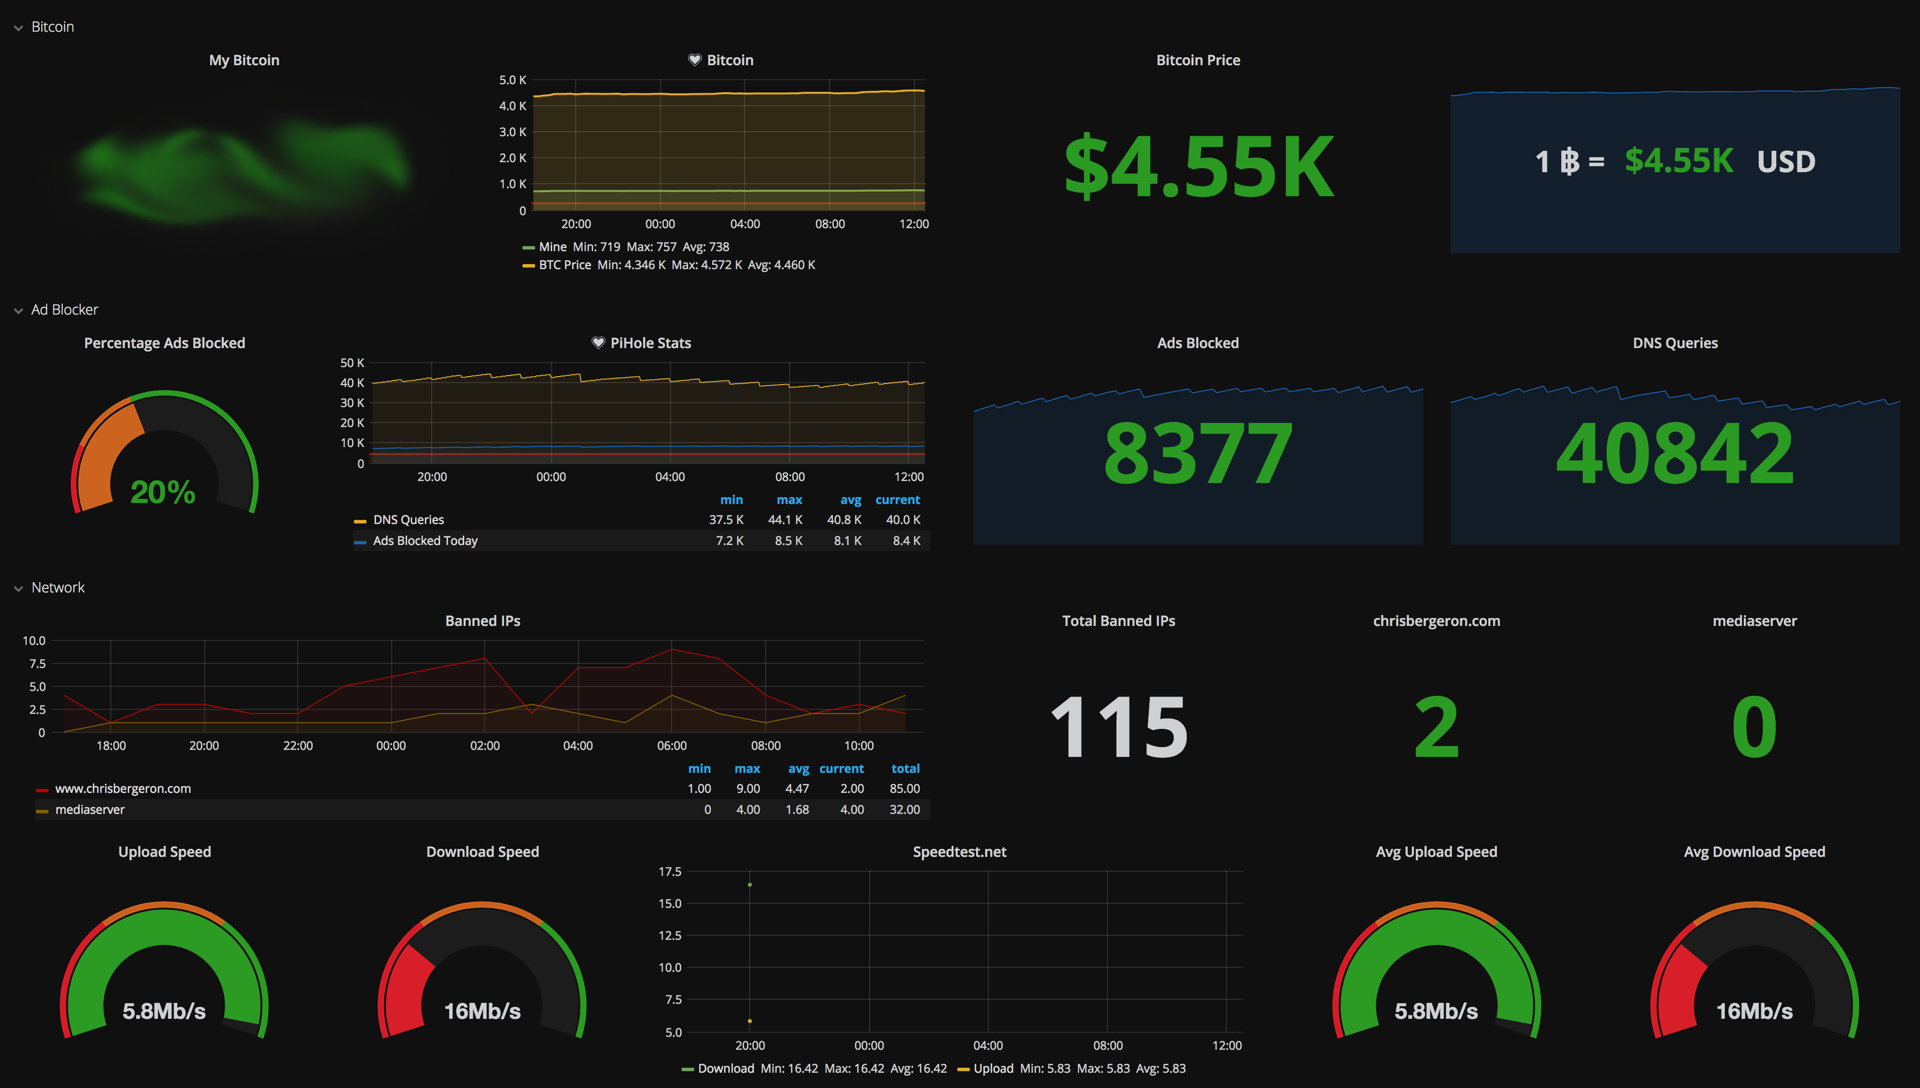 Bitcoin
My Bitcoin
Bitcoin
5.0 K
4.0 K
3.0 K
2.0 K
1.0 K
0
20:00 00:00 04:00 08:00 12:00
Mine Min: 719 Max: 757 Avg: 738
BTC Price Min: 4.346 K Max: 4.572 K Avg: 4.460 K
Bitcoin Price
$4.55K
1 ฿ = $4.55K USD
Ad Blocker
Percentage Ads Blocked
20%
PiHole Stats
50 K
40 K
30 K
20 K
10 K
0
20:00 00:00 04:00 08:00 12:00
min max avg current
DNS Queries 37.5 K 44.1 K 40.8 K 40.0 K
Ads Blocked Today 7.2 K 8.5 K 8.1 K 8.4 K
Ads Blocked
8377
DNS Queries
40842
Network
Banned IPs
10.0
7.5
5.0
2.5
0
18:00 20:00 22:00 00:00 02:00 04:00 06:00 08:00 10:00
min max avg current total
www.chrisbergeron.com 1.00 9.00 4.47 2.00 85.00
mediaserver 0 4.00 1.68 4.00 32.00
Total Banned IPs
115
chrisbergeron.com
2
mediaserver
0
Upload Speed
5.8Mb/s
Download Speed
16Mb/s
Speedtest.net
17.5
15.0
12.5
10.0
7.5
5.0
20:00 00:00 04:00 08:00 12:00
Download Min: 16.42 Max: 16.42 Avg: 16.42 Upload Min: 5.83 Max: 5.83 Avg: 5.83
Avg Upload Speed
5.8Mb/s
Avg Download Speed
16Mb/s